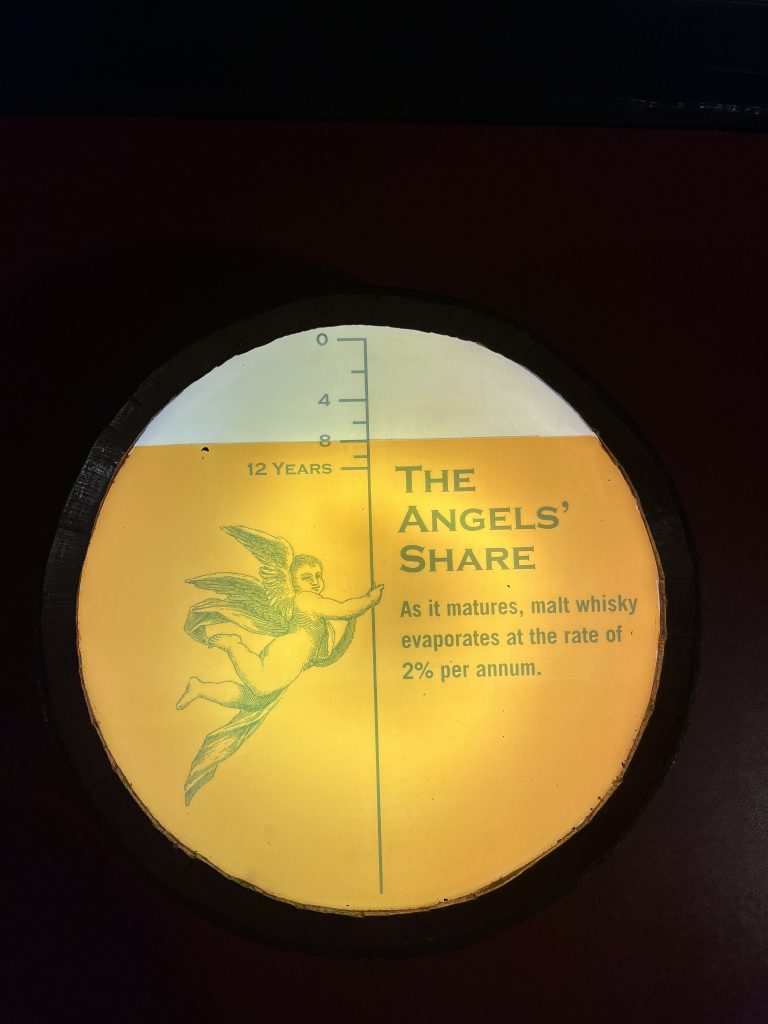 0
4
8
12 YEARS
THE
ANGELS’
SHARE
As it matures, malt whisky
evaporates at the rate of
2% per annum.